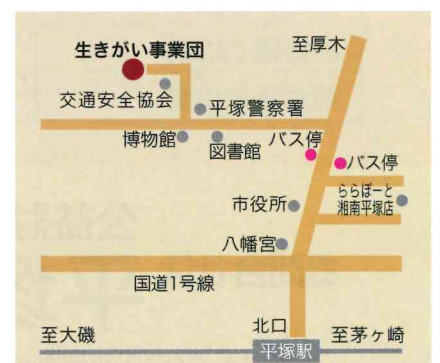 生きがい事業団
至厚木
交通安全協会
平塚警察署
博物館
図書館
バス停
バス停
ららぽーと
湘南平塚店
市役所
八幡宮
国道1号線
至大磯
北口
至茅ヶ崎
平塚駅